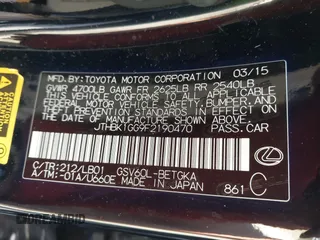 MFD. BY: TOYOTA MOTOR CORPORATION 03/15
GVWR 4700LB GAWR FR 2625LB RR 2540LB
THIS VEHICLE CONFORMS TO ALL APPLICABLE
FEDERAL MOTOR VEHICLE SAFETY, BUMPER, AND
THEFT PREVENTION STANDARDS IN EFFECT ON
THE DATE OF MANUFACTURE SHOWN ABOVE.
JTHBK1GG9F2190470
C/TR:212/LB01 GSV60L-BETGKA
A/TM:-01A/U660E MADE IN JAPAN
861 C